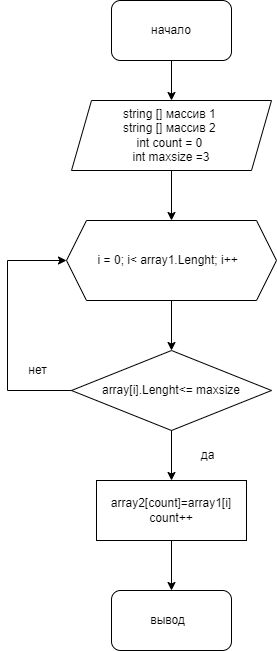 начало
string [] массив 1
string [] массив 2
int count = 0
int maxsize =3
i = 0; i< array1.Lenght; i++
нет
array[i].Lenght<= maxsize
да
array2[count]=array1[i]
count++
вывод